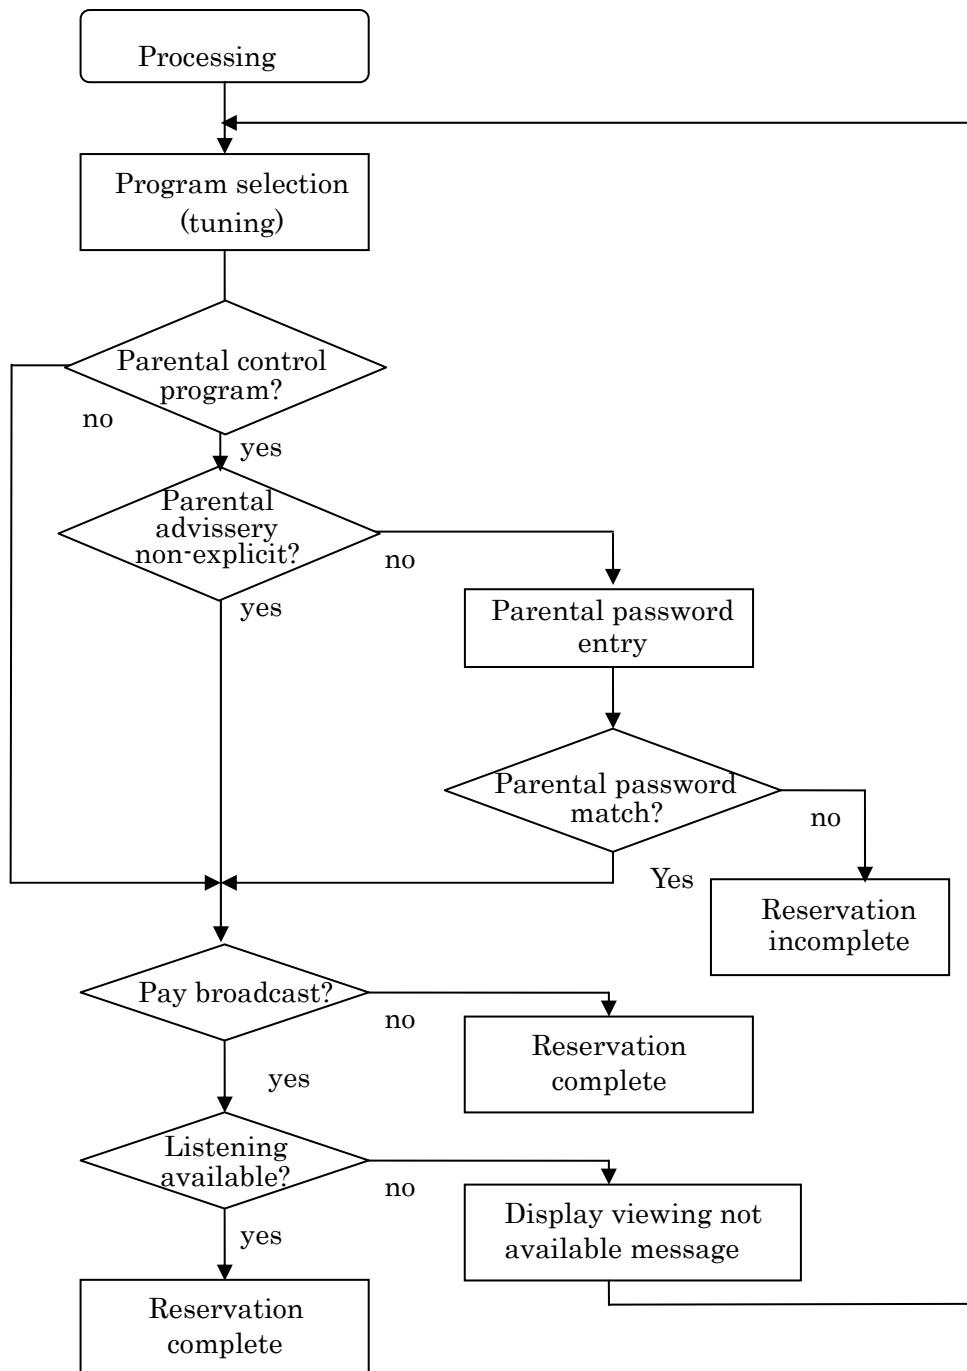 Processing
Program selection
(tuning)
Parental control
program?
no
yes
Parental
advissery
non-explicit?
no
yes
Parental password
entry
Parental password
match?
no
Yes
Reservation
incomplete
Pay broadcast?
no
Reservation
complete
yes
Listening
available?
no
Display viewing not
available message
yes
Reservation
complete